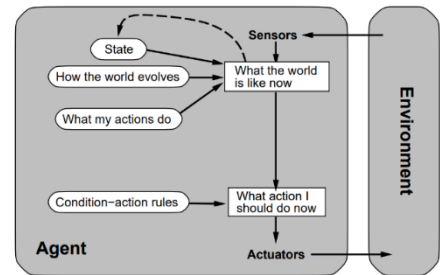 Sensors
State
How the world evolves
What my actions do
What the world
is like now
Condition−action rules
What action I
should do now
Agent
Actuators
Environment